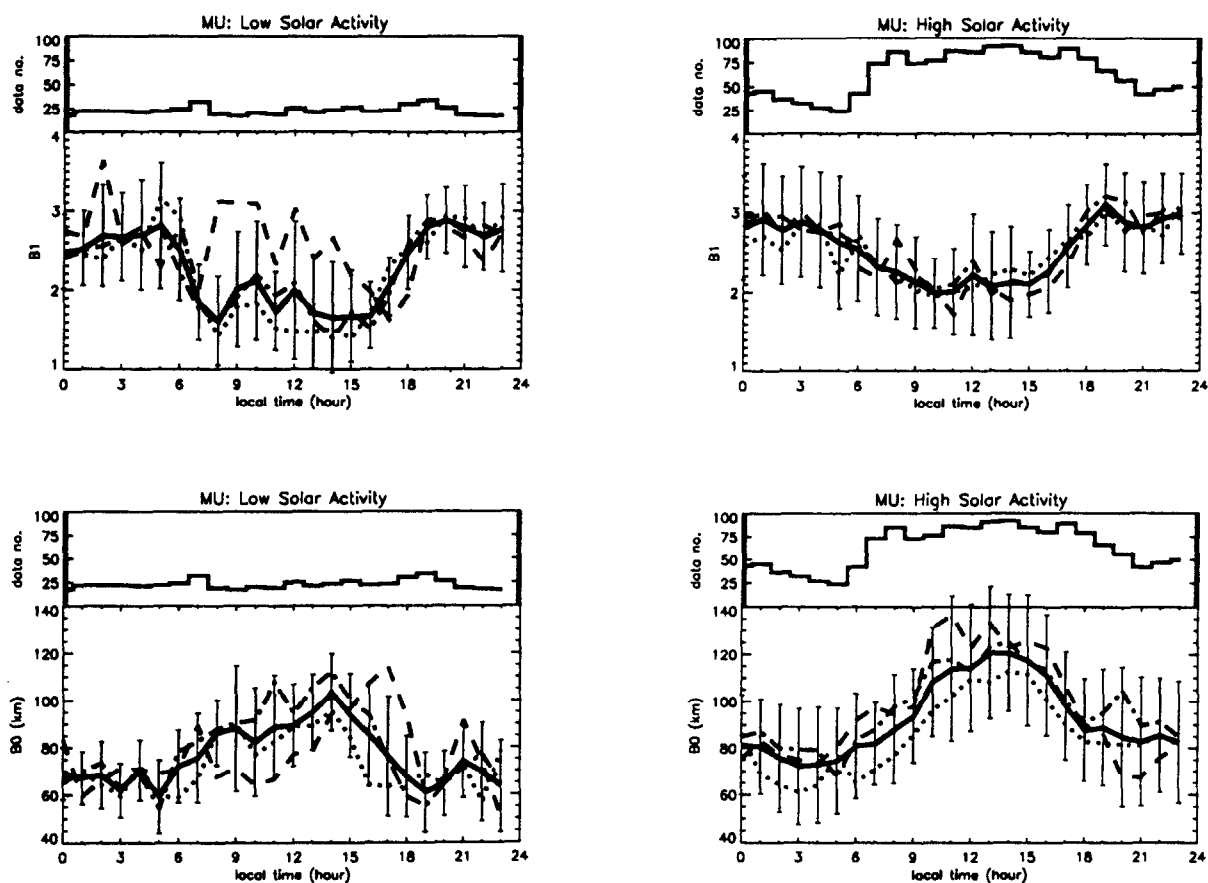 MU: Low Solar Activity
100
75
50
25
data no.
4
3
2
1
B1
0 3 6 9 12 15 18 21 24
local time (hour)
MU: High Solar Activity
100
75
50
25
data no.
4
3
2
1
B1
0 3 6 9 12 15 18 21 24
local time (hour)
MU: Low Solar Activity
100
75
50
25
data no.
140
120
100
80
60
40
B0 (km)
0 3 6 9 12 15 18 21 24
local time (hour)
MU: High Solar Activity
100
75
50
25
data no.
140
120
100
80
60
40
B0 (km)
0 3 6 9 12 15 18 21 24
local time (hour)